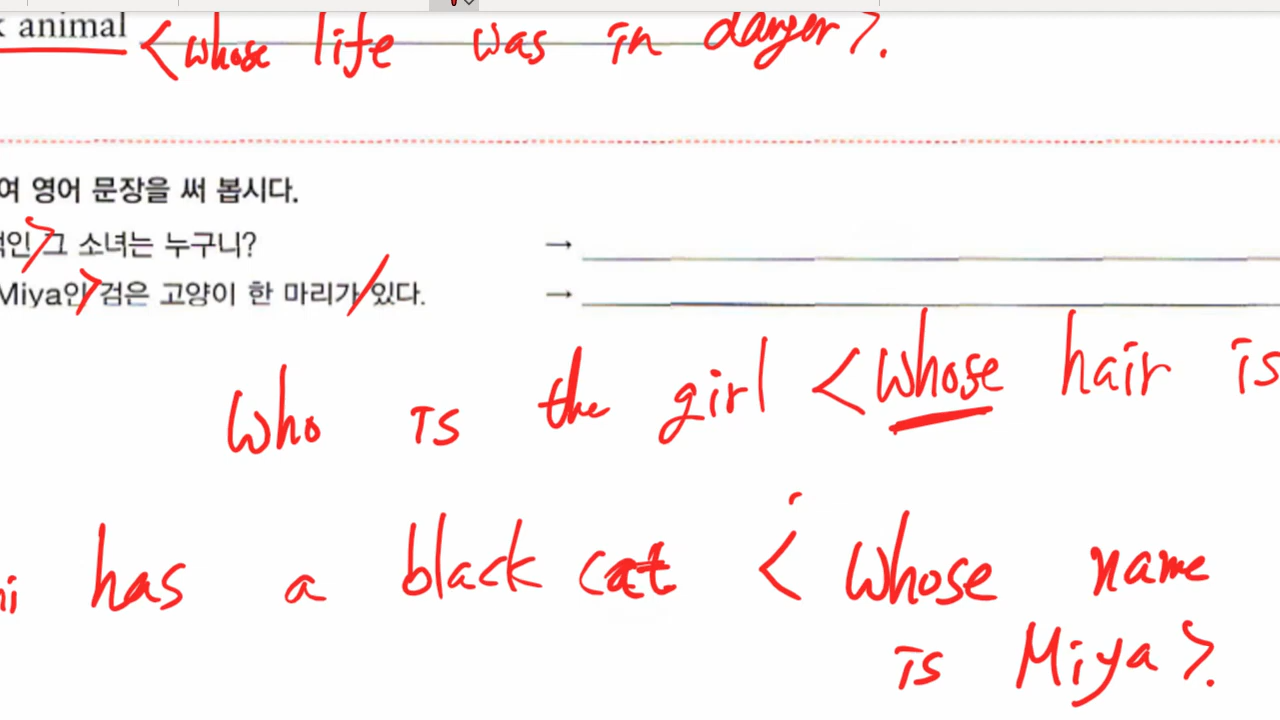 animal <whose life was in danger>.
여 영어 문장을 써 봅시다.
그 소녀는 누구니? →
Miya인 검은 고양이 한 마리가 있다. →
Who is the girl <whose hair is
has a black cat < whose name
is Miya>.